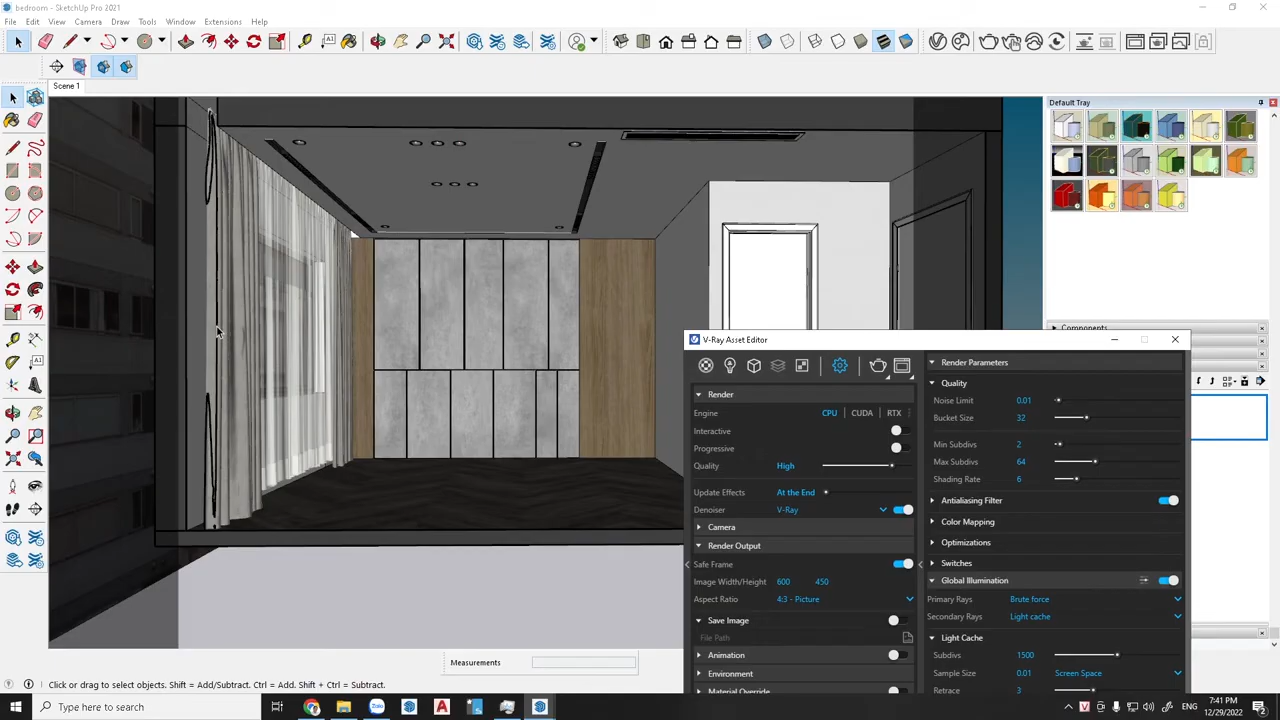 bedroom - SketchUp Pro 2021
File Edit View Camera Draw Tools Window Extensions Help
Scene 1
Default Tray
Components
V-Ray Asset Editor
Render
Engine CPU CUDA RTX
Interactive
Progressive
Quality High
Update Effects At the End
Denoiser V-Ray
Camera
Render Output
Safe Frame
Image Width/Height 600 450
Aspect Ratio 4:3 - Picture
Save Image
File Path
Animation
Environment
Material Override
Render Parameters
Quality
Noise Limit 0.01
Bucket Size 32
Min Subdivs 2
Max Subdivs 64
Shading Rate 6
Antialiasing Filter
Color Mapping
Optimizations
Switches
Global Illumination
Primary Rays Brute force
Secondary Rays Light cache
Light Cache
Subdivs 1500
Sample Size 0.01 Screen Space
Retrace 3
Measurements
Click or drag to select objects. Shift = Add/Subtract. Ctrl = Add. Shift + Ctrl = Subtract.
Type here to search
Zalo
7:41 PM
12/29/2022
2